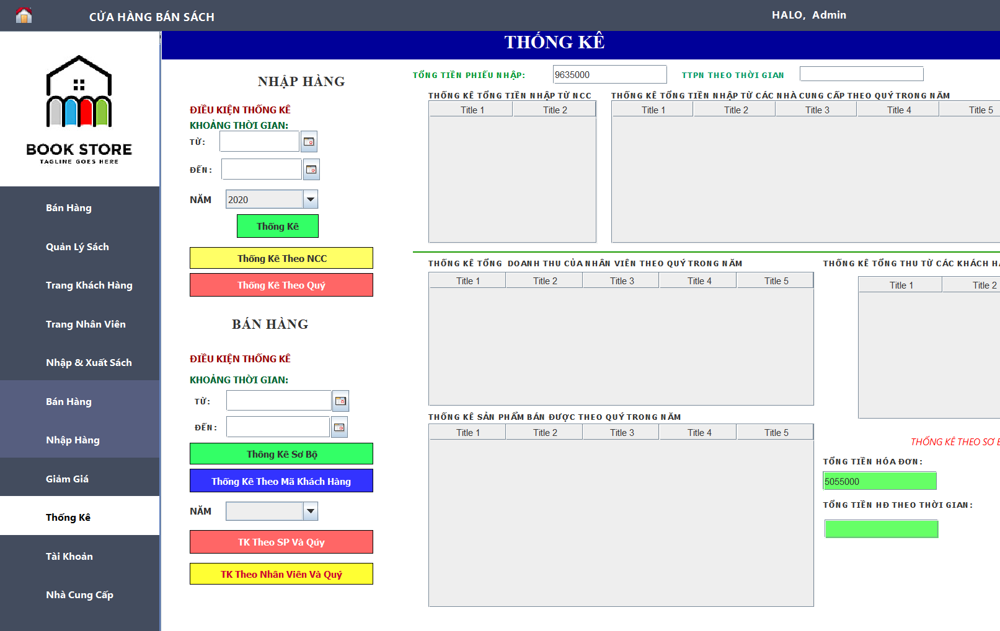 CỬA HÀNG BÁN SÁCH
HALO, Admin
BOOK STORE
TAGLINE GOES HERE
Bán Hàng
Quản Lý Sách
Trang Khách Hàng
Trang Nhân Viên
Nhập & Xuất Sách
Bán Hàng
Nhập Hàng
Giảm Giá
Thống Kê
Tài Khoản
Nhà Cung Cấp
THỐNG KÊ
NHẬP HÀNG
ĐIỀU KIỆN THỐNG KÊ
KHOẢNG THỜI GIAN:
TỪ:
ĐẾN:
NĂM 2020
Thống Kê
Thống Kê Theo NCC
Thống Kê Theo Quý
BÁN HÀNG
ĐIỀU KIỆN THỐNG KÊ
KHOẢNG THỜI GIAN:
TỪ:
ĐẾN:
Thông Kê Sơ Bộ
Thống Kê Theo Mã Khách Hàng
NĂM
TK Theo SP Và Qúy
TK Theo Nhân Viên Và Quý
TỔNG TIỀN PHIẾU NHẬP: 9635000 TTPN THEO THỜI GIAN
THỐNG KÊ TỔNG TIỀN NHẬP TỪ NCC
Title 1 Title 2
THỐNG KÊ TỔNG TIỀN NHẬP TỪ CÁC NHÀ CUNG CẤP THEO QUÝ TRONG NĂM
Title 1 Title 2 Title 3 Title 4 Title 5
THỐNG KÊ TỔNG DOANH THU CỦA NHÂN VIÊN THEO QUÝ TRONG NĂM
Title 1 Title 2 Title 3 Title 4 Title 5
THỐNG KÊ TỔNG THU TỪ CÁC KHÁCH
Title 1 Title 2
THỐNG KÊ SẢN PHẨM BÁN ĐƯỢC THEO QUÝ TRONG NĂM
Title 1 Title 2 Title 3 Title 4 Title 5
THỐNG KÊ THEO SƠ
TỔNG TIỀN HÓA ĐƠN:
5055000
TỔNG TIỀN HĐ THEO THỜI GIAN: